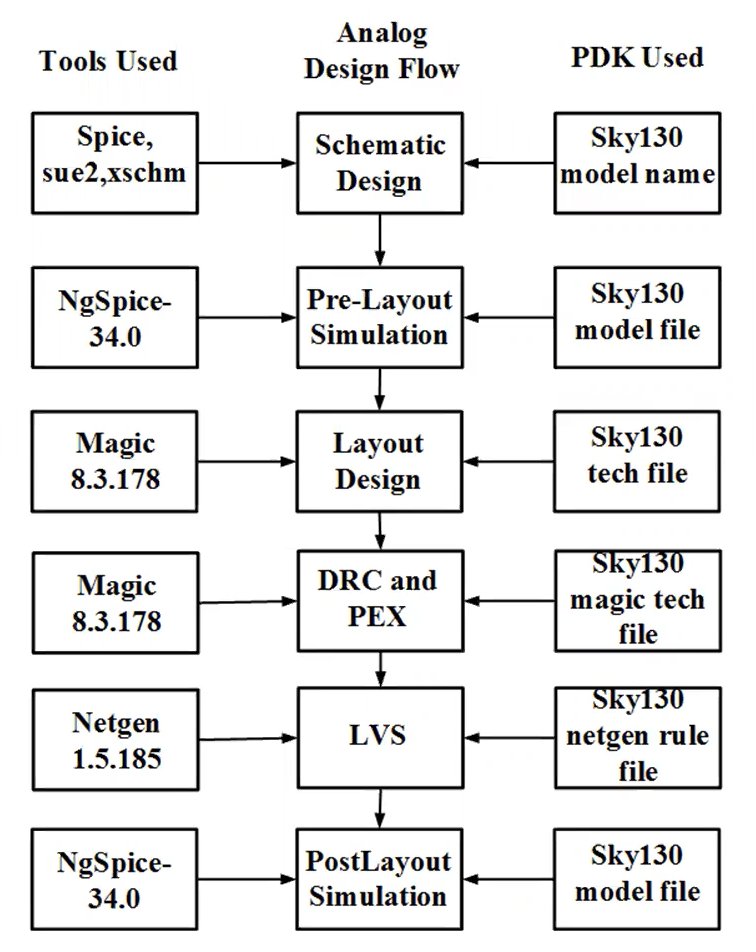 Analog
Tools Used
Design Flow
PDK Used
Spice,
sue2,xschm
Schematic
Design
Sky130
model name
NgSpice-
34.0
Pre-Layout
Simulation
Sky130
model file
Magic
8.3.178
Layout
Design
Sky130
tech file
Magic
8.3.178
DRC and
PEX
Sky130
magic tech
file
Netgen
1.5.185
LVS
Sky130
netgen rule
file
NgSpice-
34.0
PostLayout
Simulation
Sky130
model file